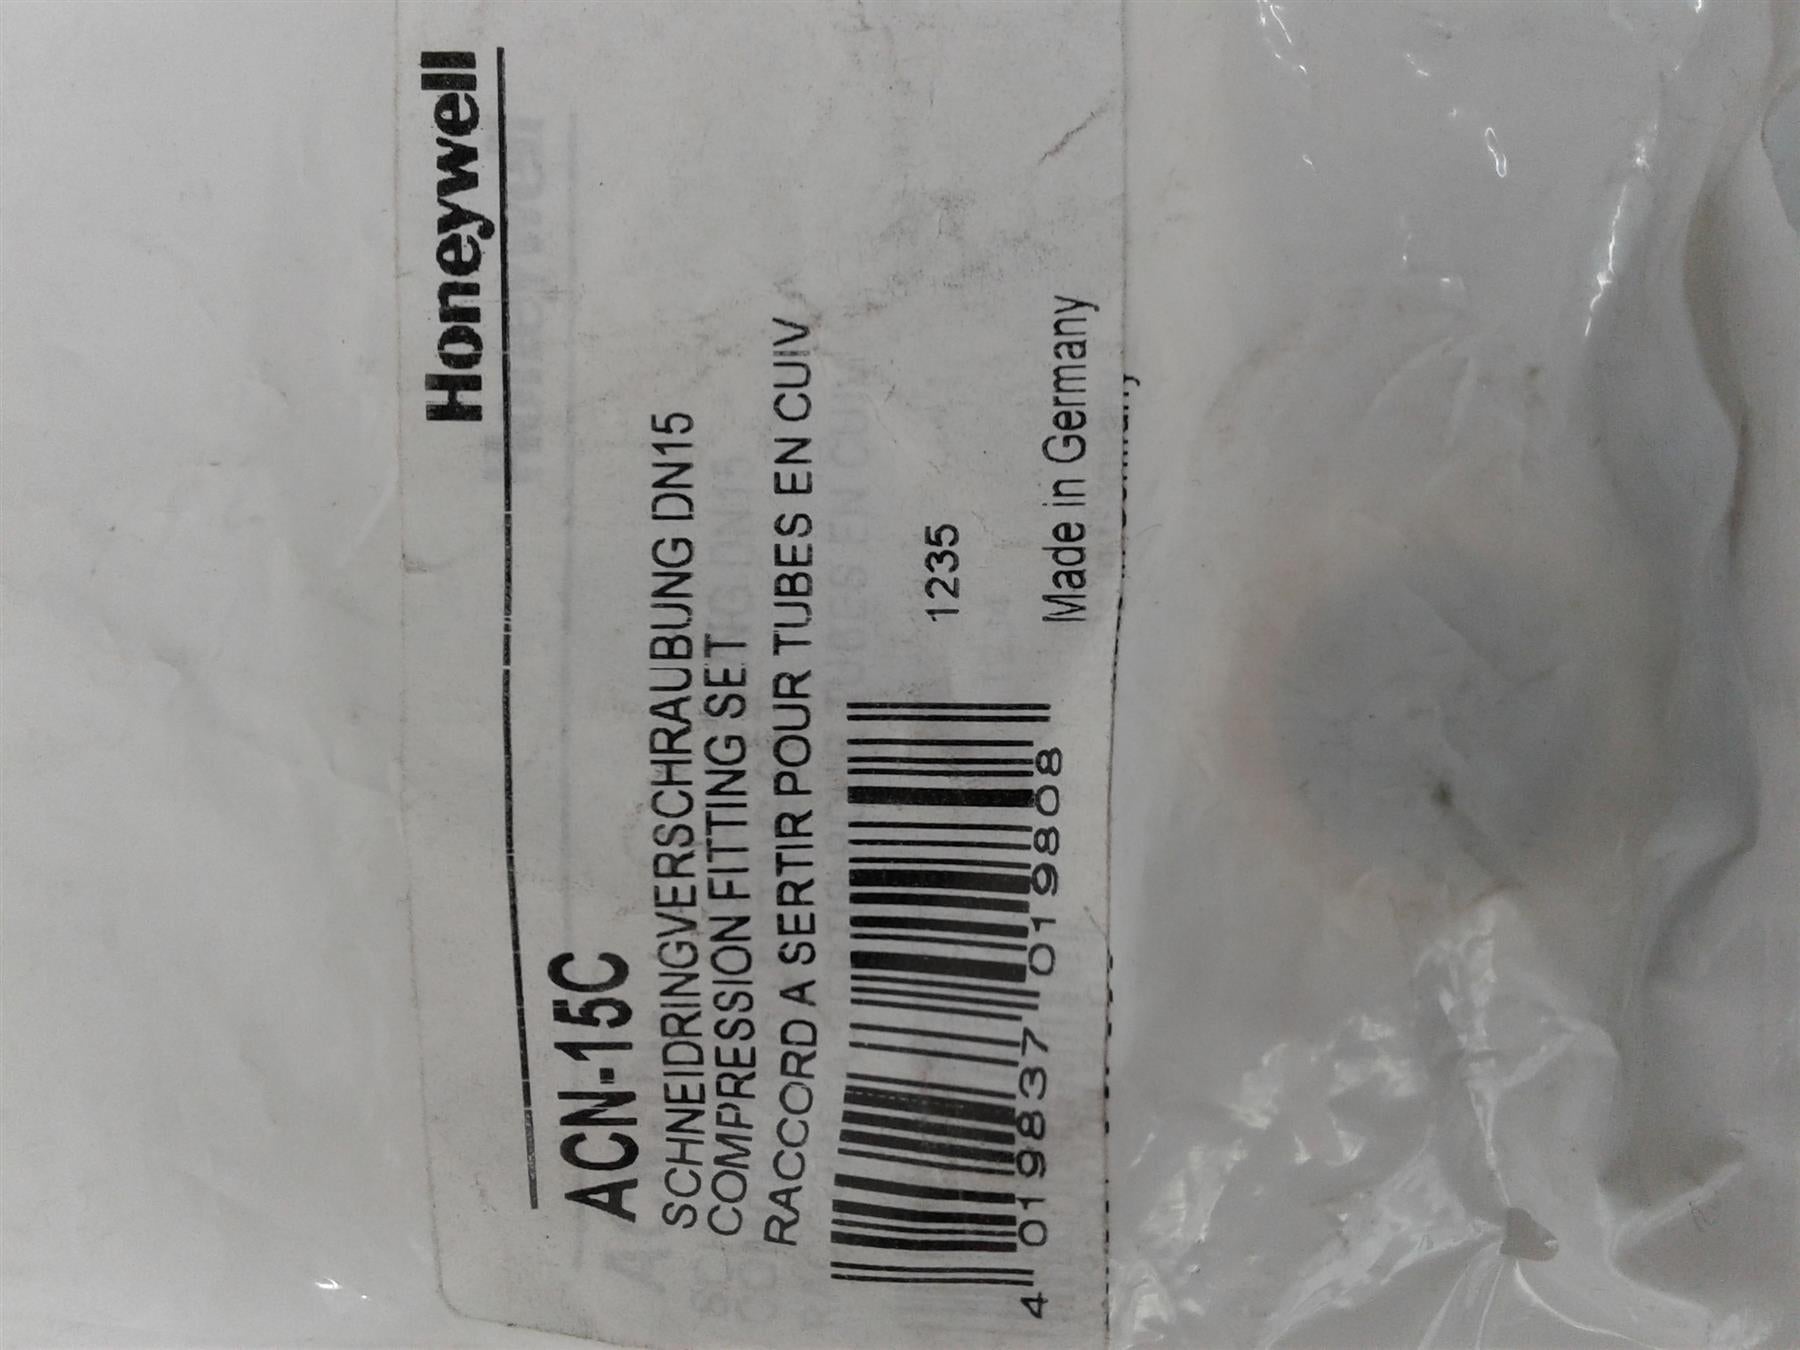 Honeywell
ACN-15C
SCHNEIDRINGVERSCHRAUBUNG DN15
COMPRESSION FITTING SET
RACCORD A SERTIR POUR TUBES EN CUIV
1235
4 019837 019808
Made in Germany